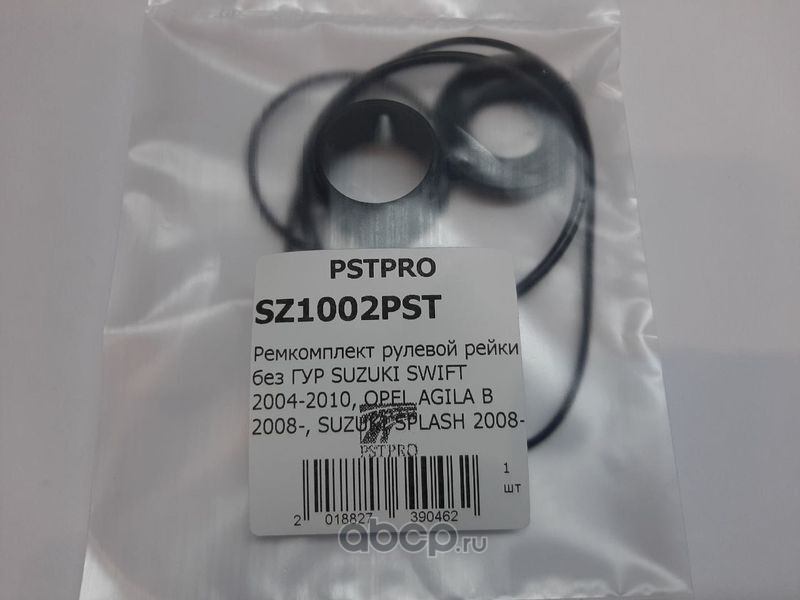 PSTPRO
SZ1002PST
Ремкомплект рулевой рейки
без ГУР SUZUKI SWIFT
2004-2010, OPEL AGILA B
2008-, SUZUKI SPLASH 2008-
PSTPRO
1
шт
2 018827 390462
abcp.ru